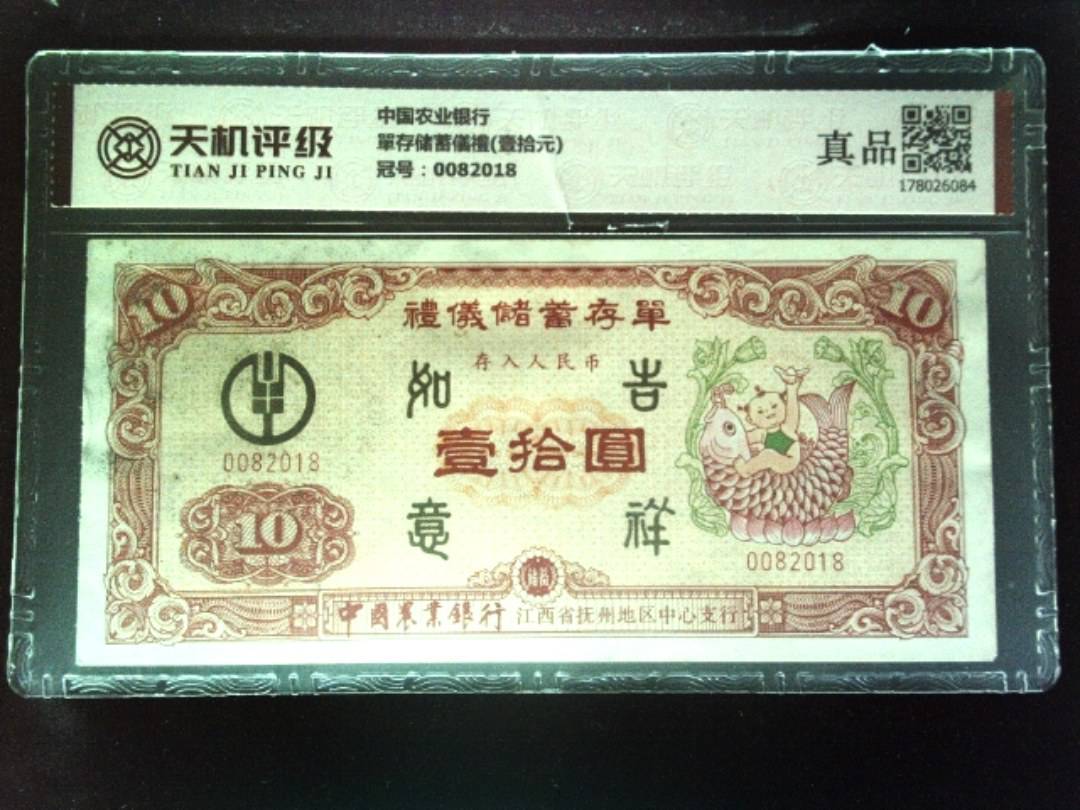 天机评级
TIAN JI PING JI
中国农业银行
單存储蓄儀禮(壹拾元)
冠号：0082018
真品
178026084
10
10
禮儀儲蓄存單
存入人民币
如
吉
0082018
壹拾圓
10
意
祥
0082018
中國農業銀行 江西省抚州地区中心支行